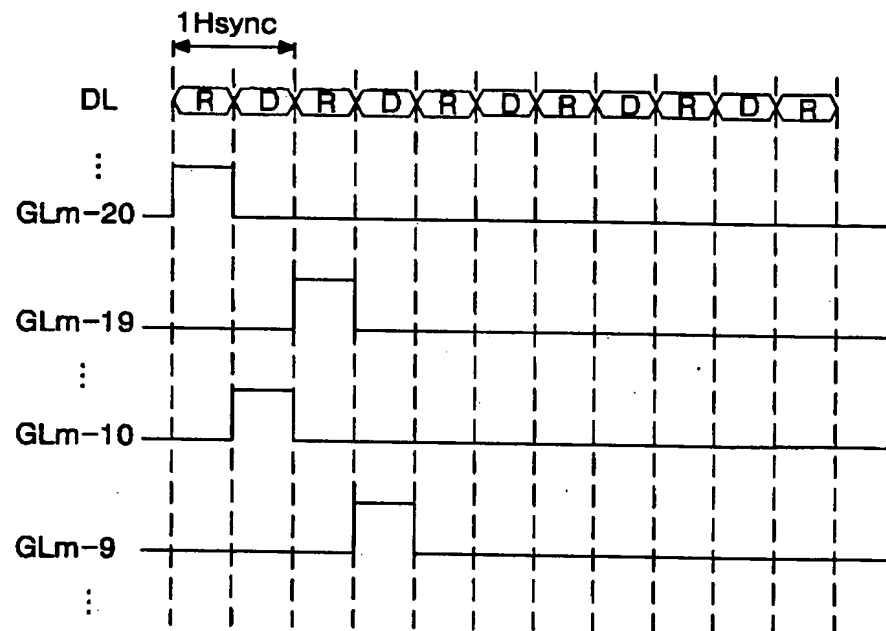 1Hsync
DL R D R D R D R D R D R
⋮
GLm-20
GLm-19
⋮
GLm-10
GLm-9
⋮